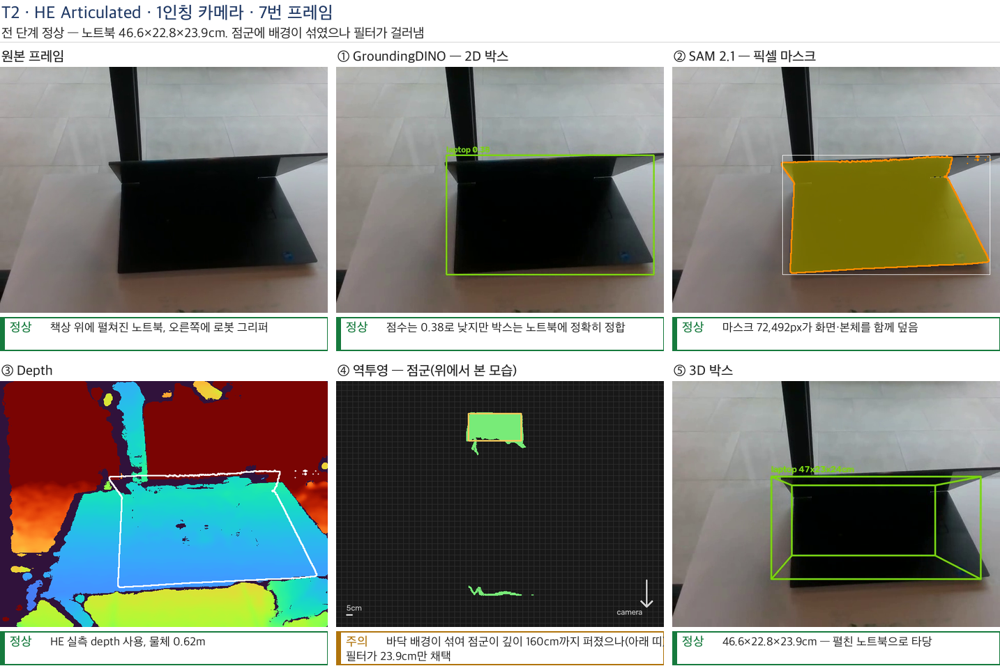 T2 · HE Articulated · 1인칭 카메라 · 7번 프레임
전 단계 정상 — 노트북 46.6×22.8×23.9cm. 점군에 배경이 섞였으나 필터가 걸러냄
원본 프레임
① GroundingDINO — 2D 박스
② SAM 2.1 — 픽셀 마스크
laptop 0.38
정상 책상 위에 펼쳐진 노트북, 오른쪽에 로봇 그리퍼
정상 점수는 0.38로 낮지만 박스는 노트북에 정확히 정합
정상 마스크 72,492px가 화면·본체를 함께 덮음
③ Depth
④ 역투영 — 점군(위에서 본 모습)
⑤ 3D 박스
laptop 47x23x24cm
5cm
camera
정상 HE 실측 depth 사용, 물체 0.62m
주의 바닥 배경이 섞여 점군이 깊이 160cm까지 퍼졌으나(아래 띠)
필터가 23.9cm만 채택
정상 46.6×22.8×23.9cm — 펼친 노트북으로 타당